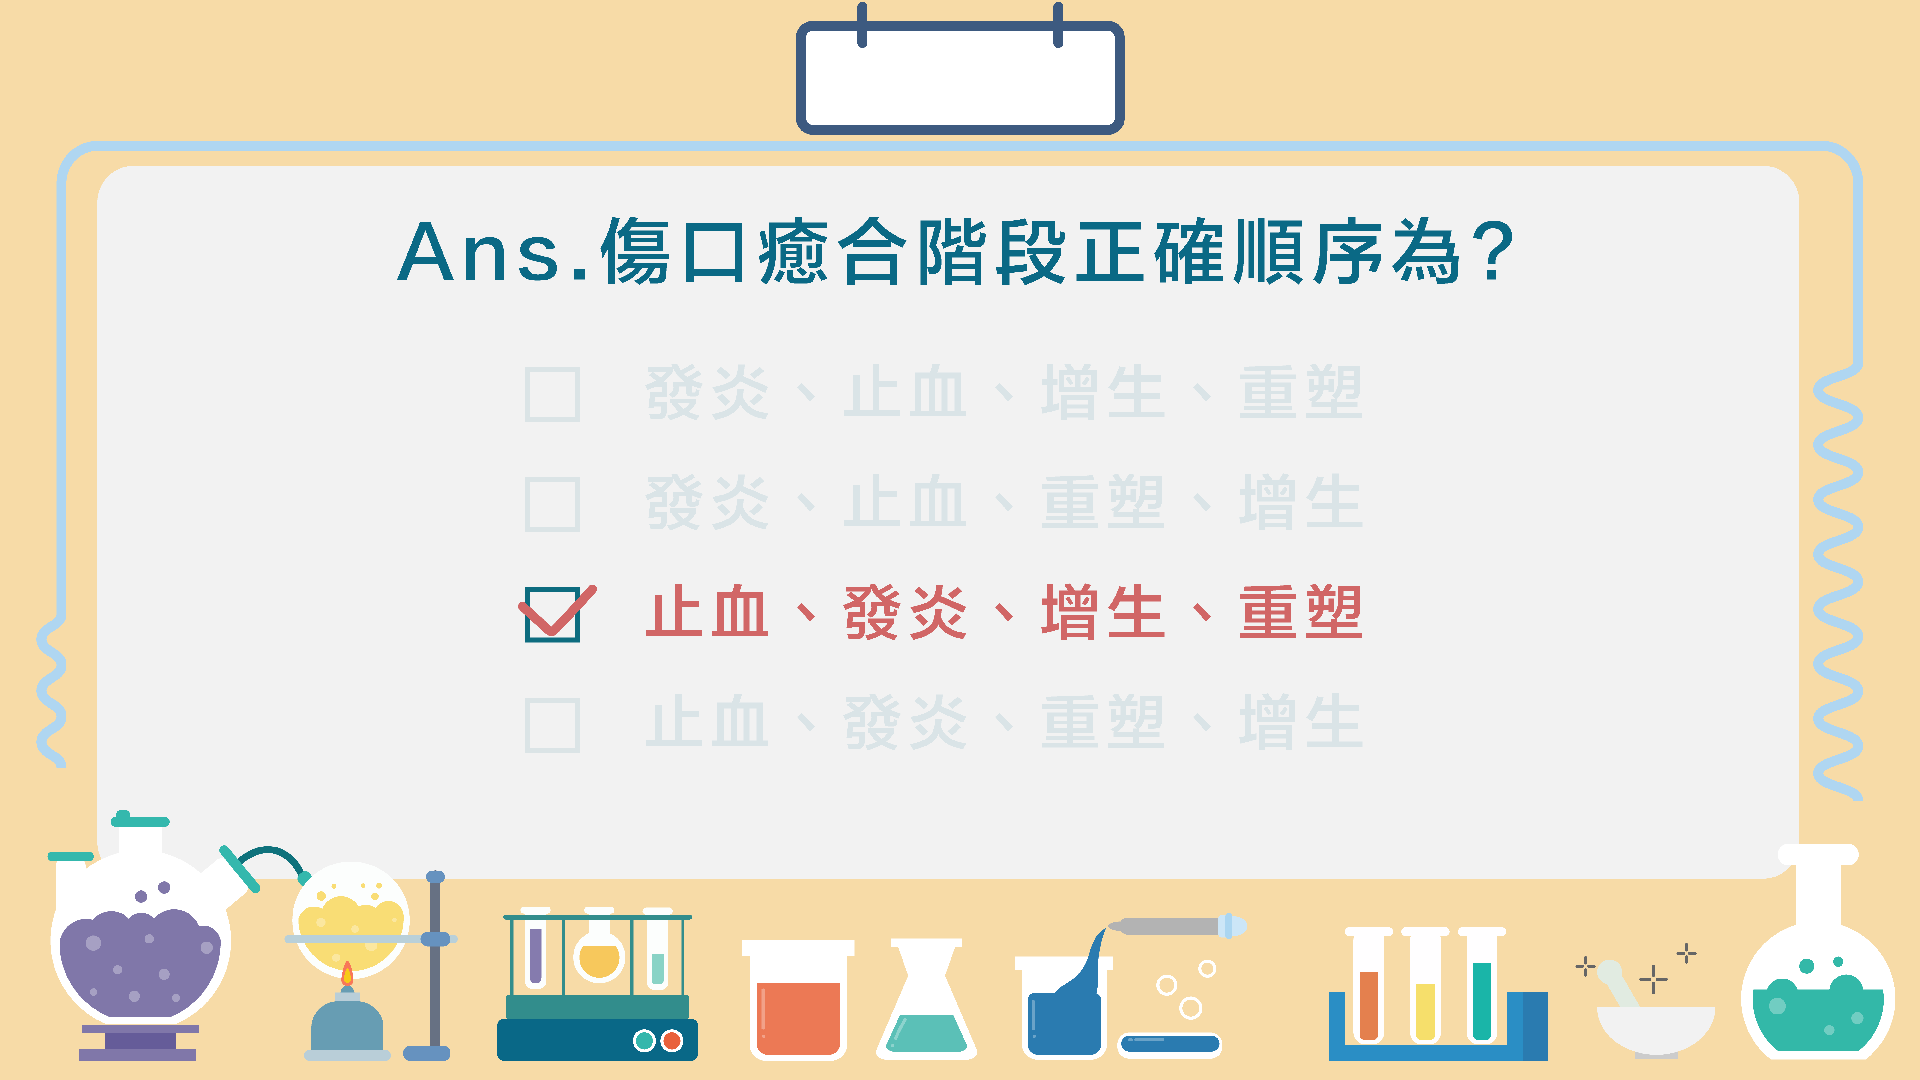 Ans.傷口癒合階段正確順序為?
發炎、止血、增生、重塑
發炎、止血、重塑、增生
止血、發炎、增生、重塑
止血、發炎、重塑、增生